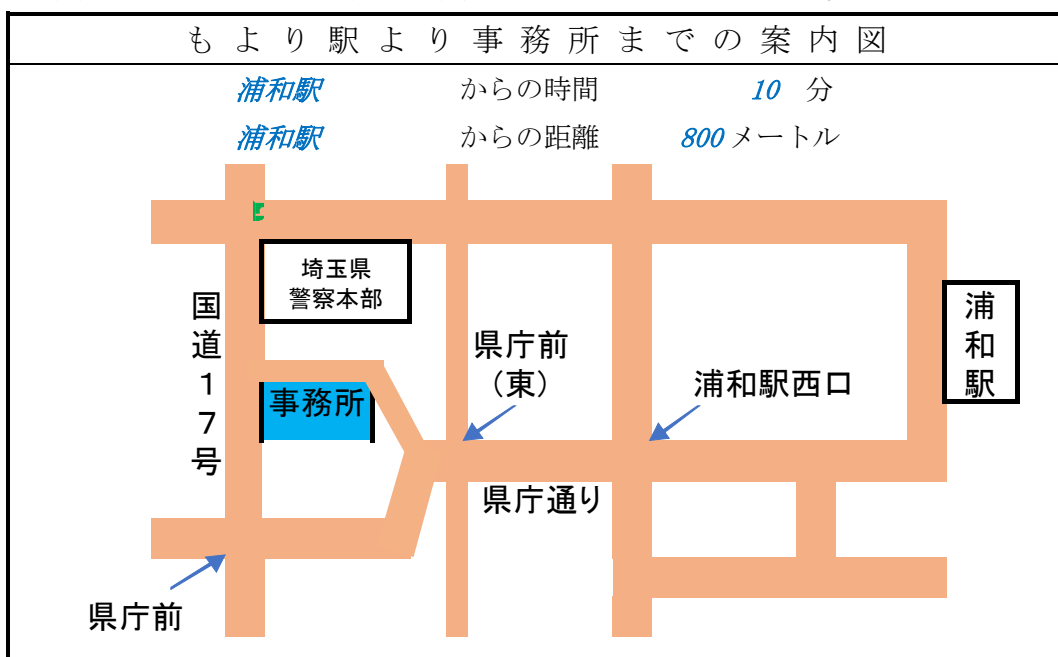 もより駅より事務所までの案内図
浦和駅 からの時間 10 分
浦和駅 からの距離 800メートル
埼玉県
警察本部
国道17号
事務所
県庁前
(東)
浦和駅西口
浦和駅
県庁通り
県庁前